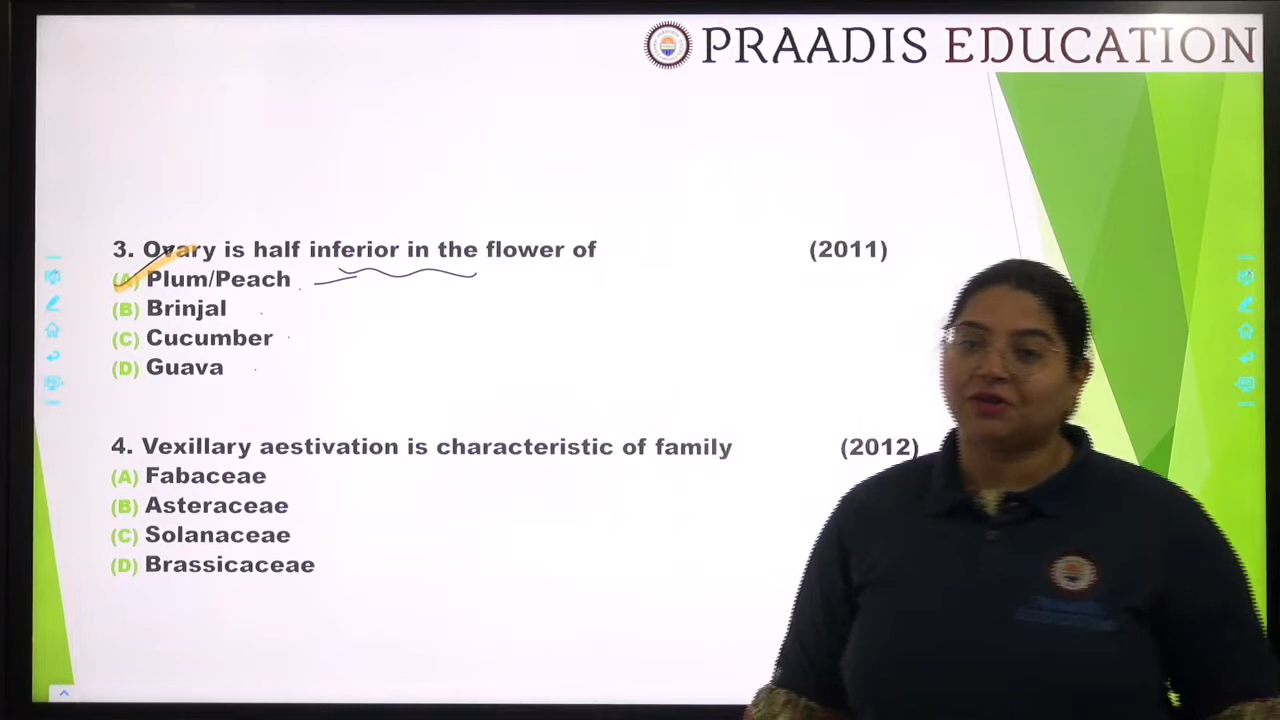 PRAADIS EDUCATION
3. Ovary is half inferior in the flower of (2011)
(A) Plum/Peach
(B) Brinjal
(C) Cucumber
(D) Guava
4. Vexillary aestivation is characteristic of family (2012)
(A) Fabaceae
(B) Asteraceae
(C) Solanaceae
(D) Brassicaceae